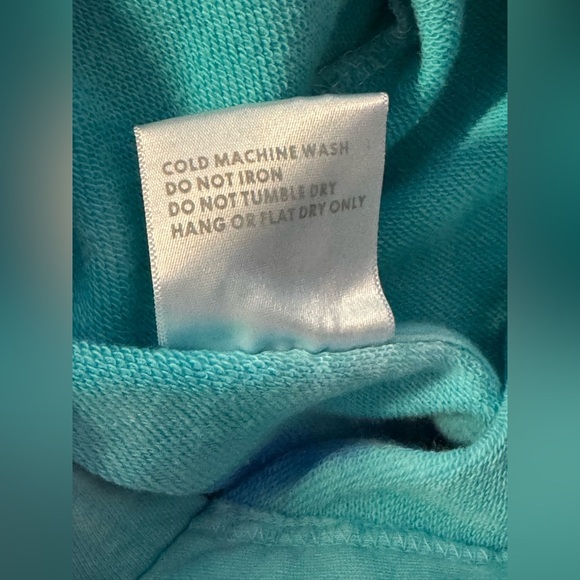 COLD MACHINE WASH
DO NOT IRON
DO NOT TUMBLE DRY
HANG OR FLAT DRY ONLY